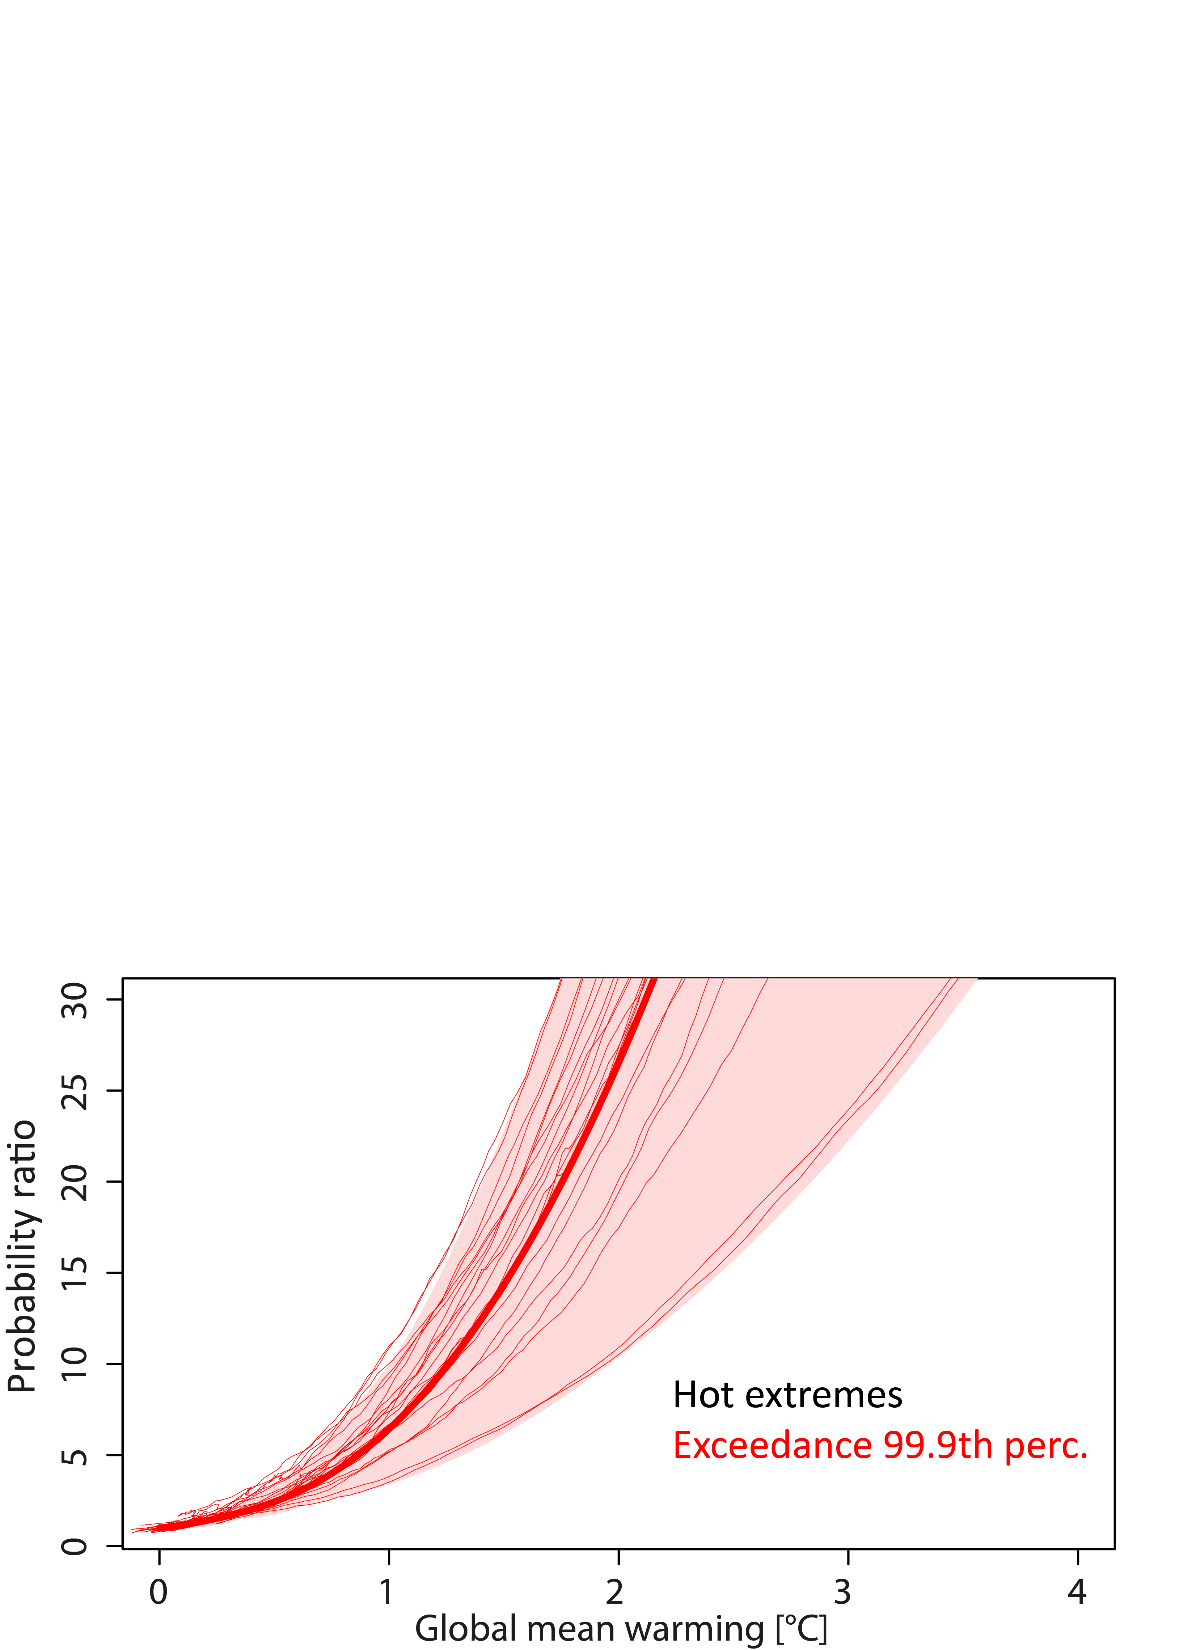 30
25
20
15
10
5
0
Probability ratio
Hot extremes
Exceedance 99.9th perc.
0 1 2 3 4
Global mean warming [°C]